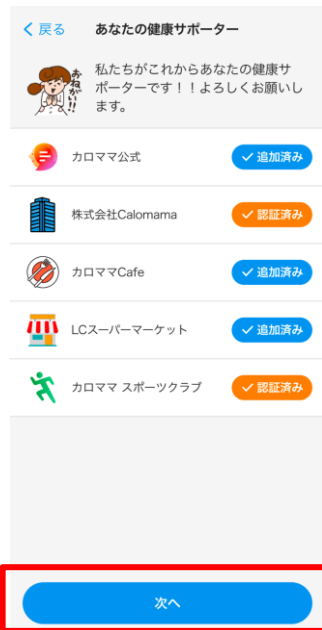 戻る
あなたの健康サポーター
おねがい!!
私たちがこれからあなたの健康サ
ポーターです！！よろしくお願いし
ます。
カロママ公式
追加済み
株式会社Calomama
認証済み
カロママCafe
追加済み
LCスーパーマーケット
追加済み
カロママ スポーツクラブ
認証済み
次へ